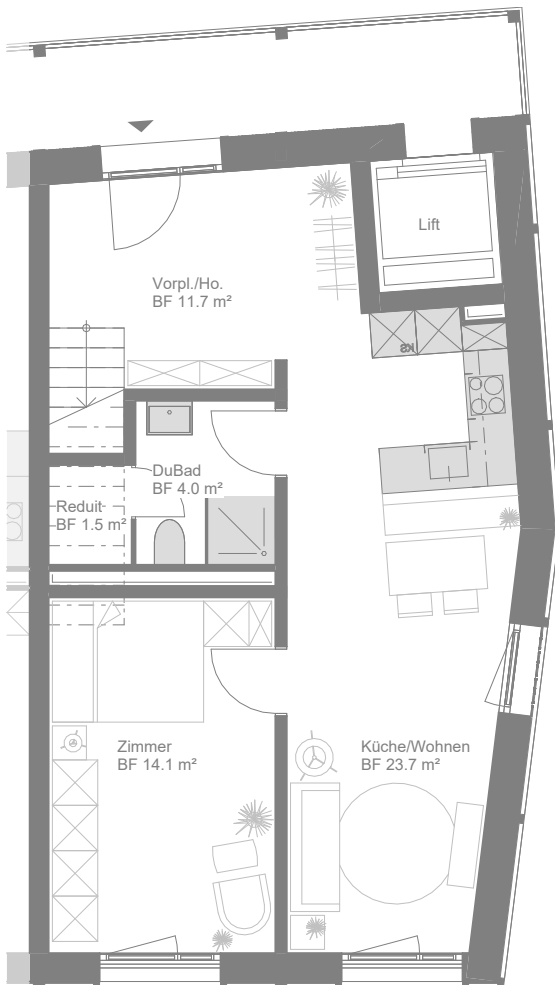 Lift
Vorpl./Ho.
BF 11.7 m²
KS
DuBad
BF 4.0 m²
Reduit
BF 1.5 m²
Zimmer
BF 14.1 m²
Küche/Wohnen
BF 23.7 m²